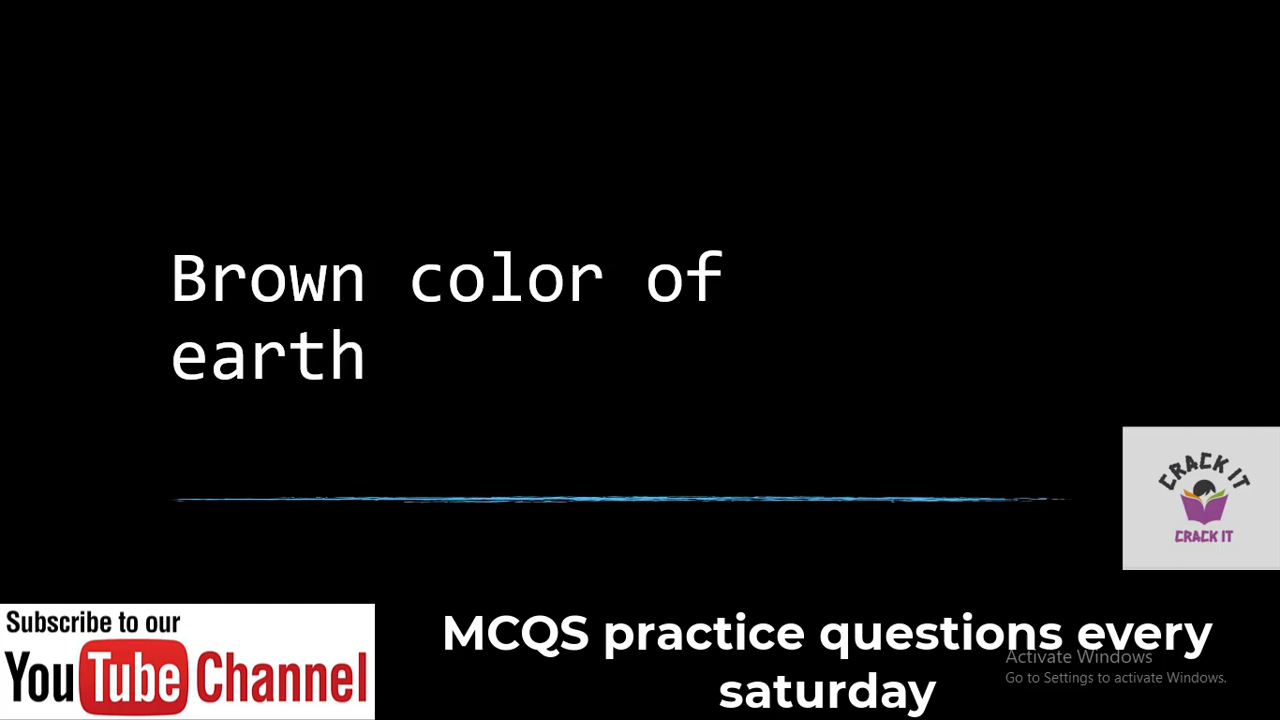 Brown color of
earth
CRACK IT
CRACK IT
Subscribe to our
YouTube Channel
MCQS practice questions every
saturday
Activate Windows
Go to Settings to activate Windows.